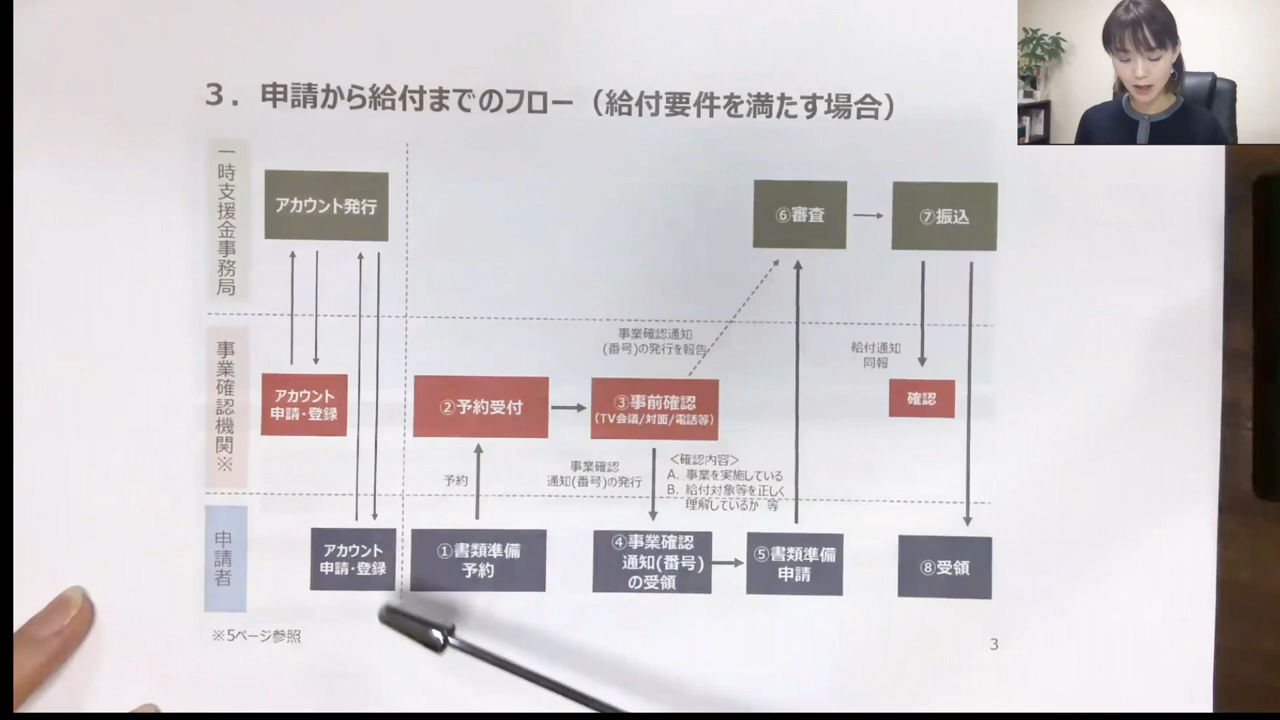 3. 申請から給付までのフロー（給付要件を満たす場合）
一時支援金事務局
アカウント発行
⑥審査
⑦振込
事業確認通知
(番号)の発行を報告
給付通知
同報
事業確認機関※
アカウント
申請・登録
②予約受付
③事前確認
(TV会議/対面/電話等)
確認
予約
事業確認
通知(番号)の発行
＜確認内容＞
A. 事業を実施している
B. 給付対象等を正しく
理解しているか 等
申請者
アカウント
申請・登録
①書類準備
予約
④事業確認
通知(番号)
の受領
⑤書類準備
申請
⑧受領
※5ページ参照
3